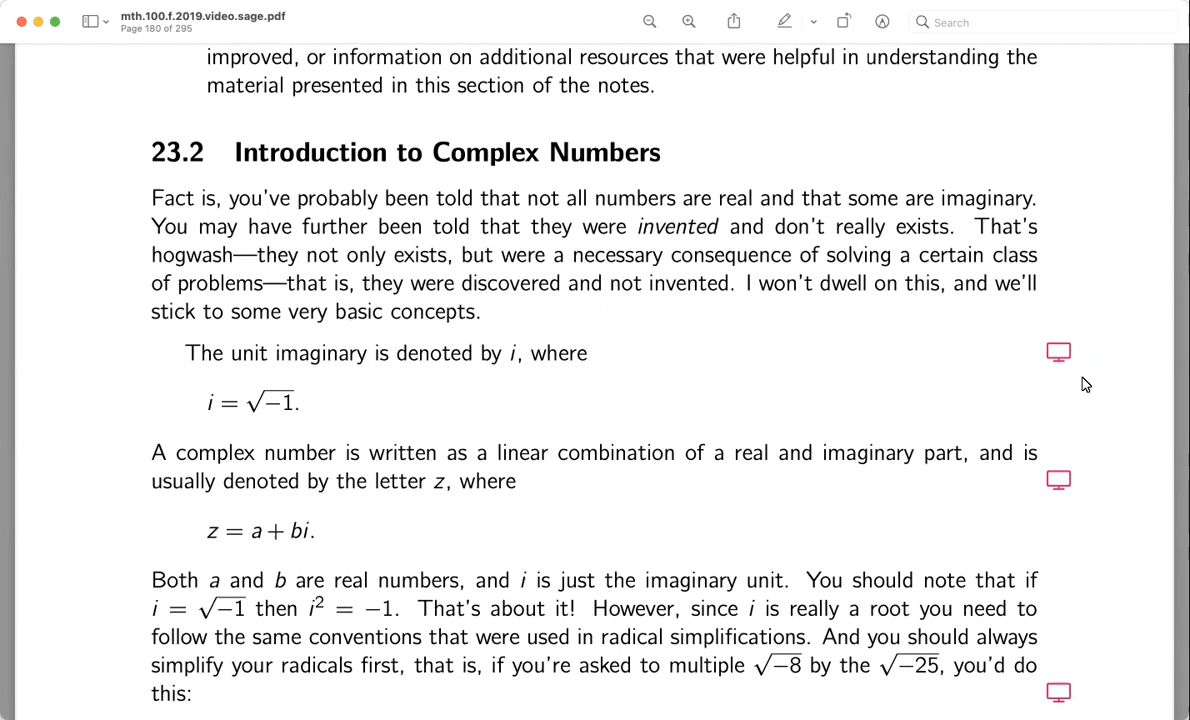 mth.100.f.2019.video.sage.pdf
Page 180 of 295
Search
improved, or information on additional resources that were helpful in understanding the
material presented in this section of the notes.
23.2 Introduction to Complex Numbers
Fact is, you've probably been told that not all numbers are real and that some are imaginary.
You may have further been told that they were invented and don't really exists. That's
hogwash—they not only exists, but were a necessary consequence of solving a certain class
of problems—that is, they were discovered and not invented. I won't dwell on this, and we'll
stick to some very basic concepts.
The unit imaginary is denoted by i, where
i = √−1.
A complex number is written as a linear combination of a real and imaginary part, and is
usually denoted by the letter z, where
z = a + bi.
Both a and b are real numbers, and i is just the imaginary unit. You should note that if
i = √−1 then i² = −1. That's about it! However, since i is really a root you need to
follow the same conventions that were used in radical simplifications. And you should always
simplify your radicals first, that is, if you're asked to multiple √−8 by the √−25, you'd do
this: